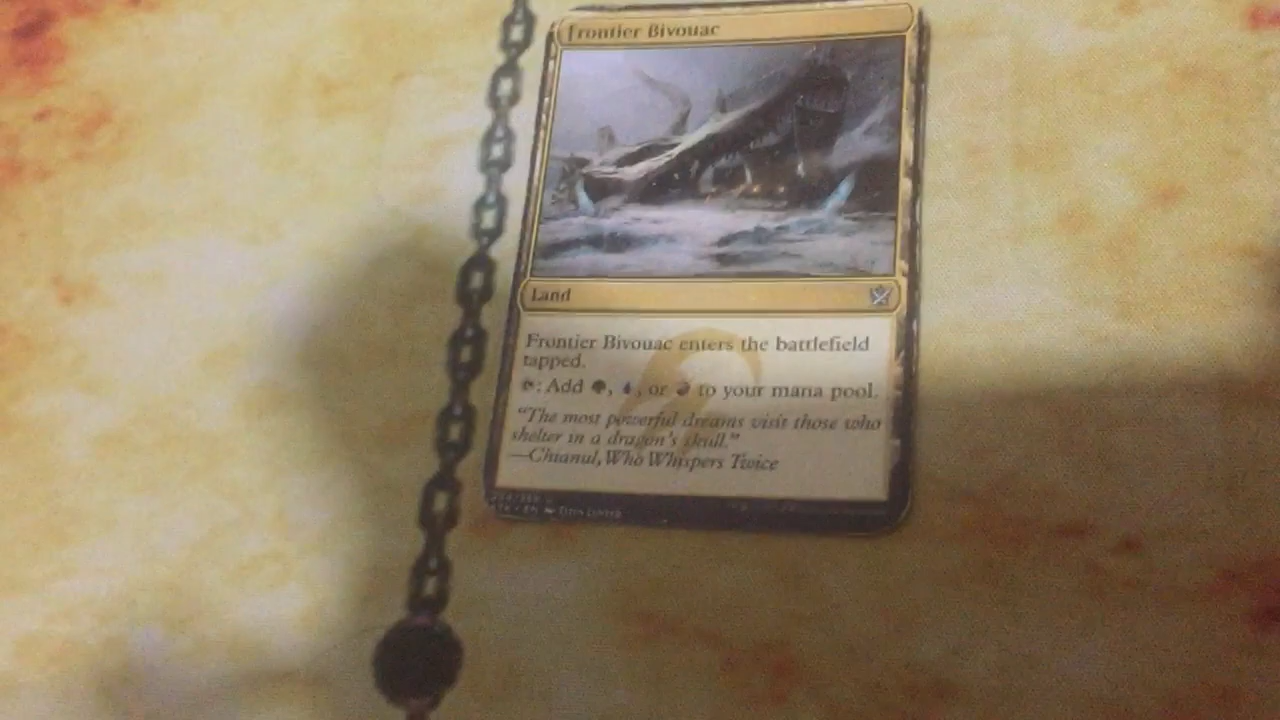 Frontier Bivouac
Land
Frontier Bivouac enters the battlefield
tapped.
: Add , , or to your mana pool.
"The most powerful dreams visit those who
shelter in a dragon's skull."
—Chianul, Who Whispers Twice
EN